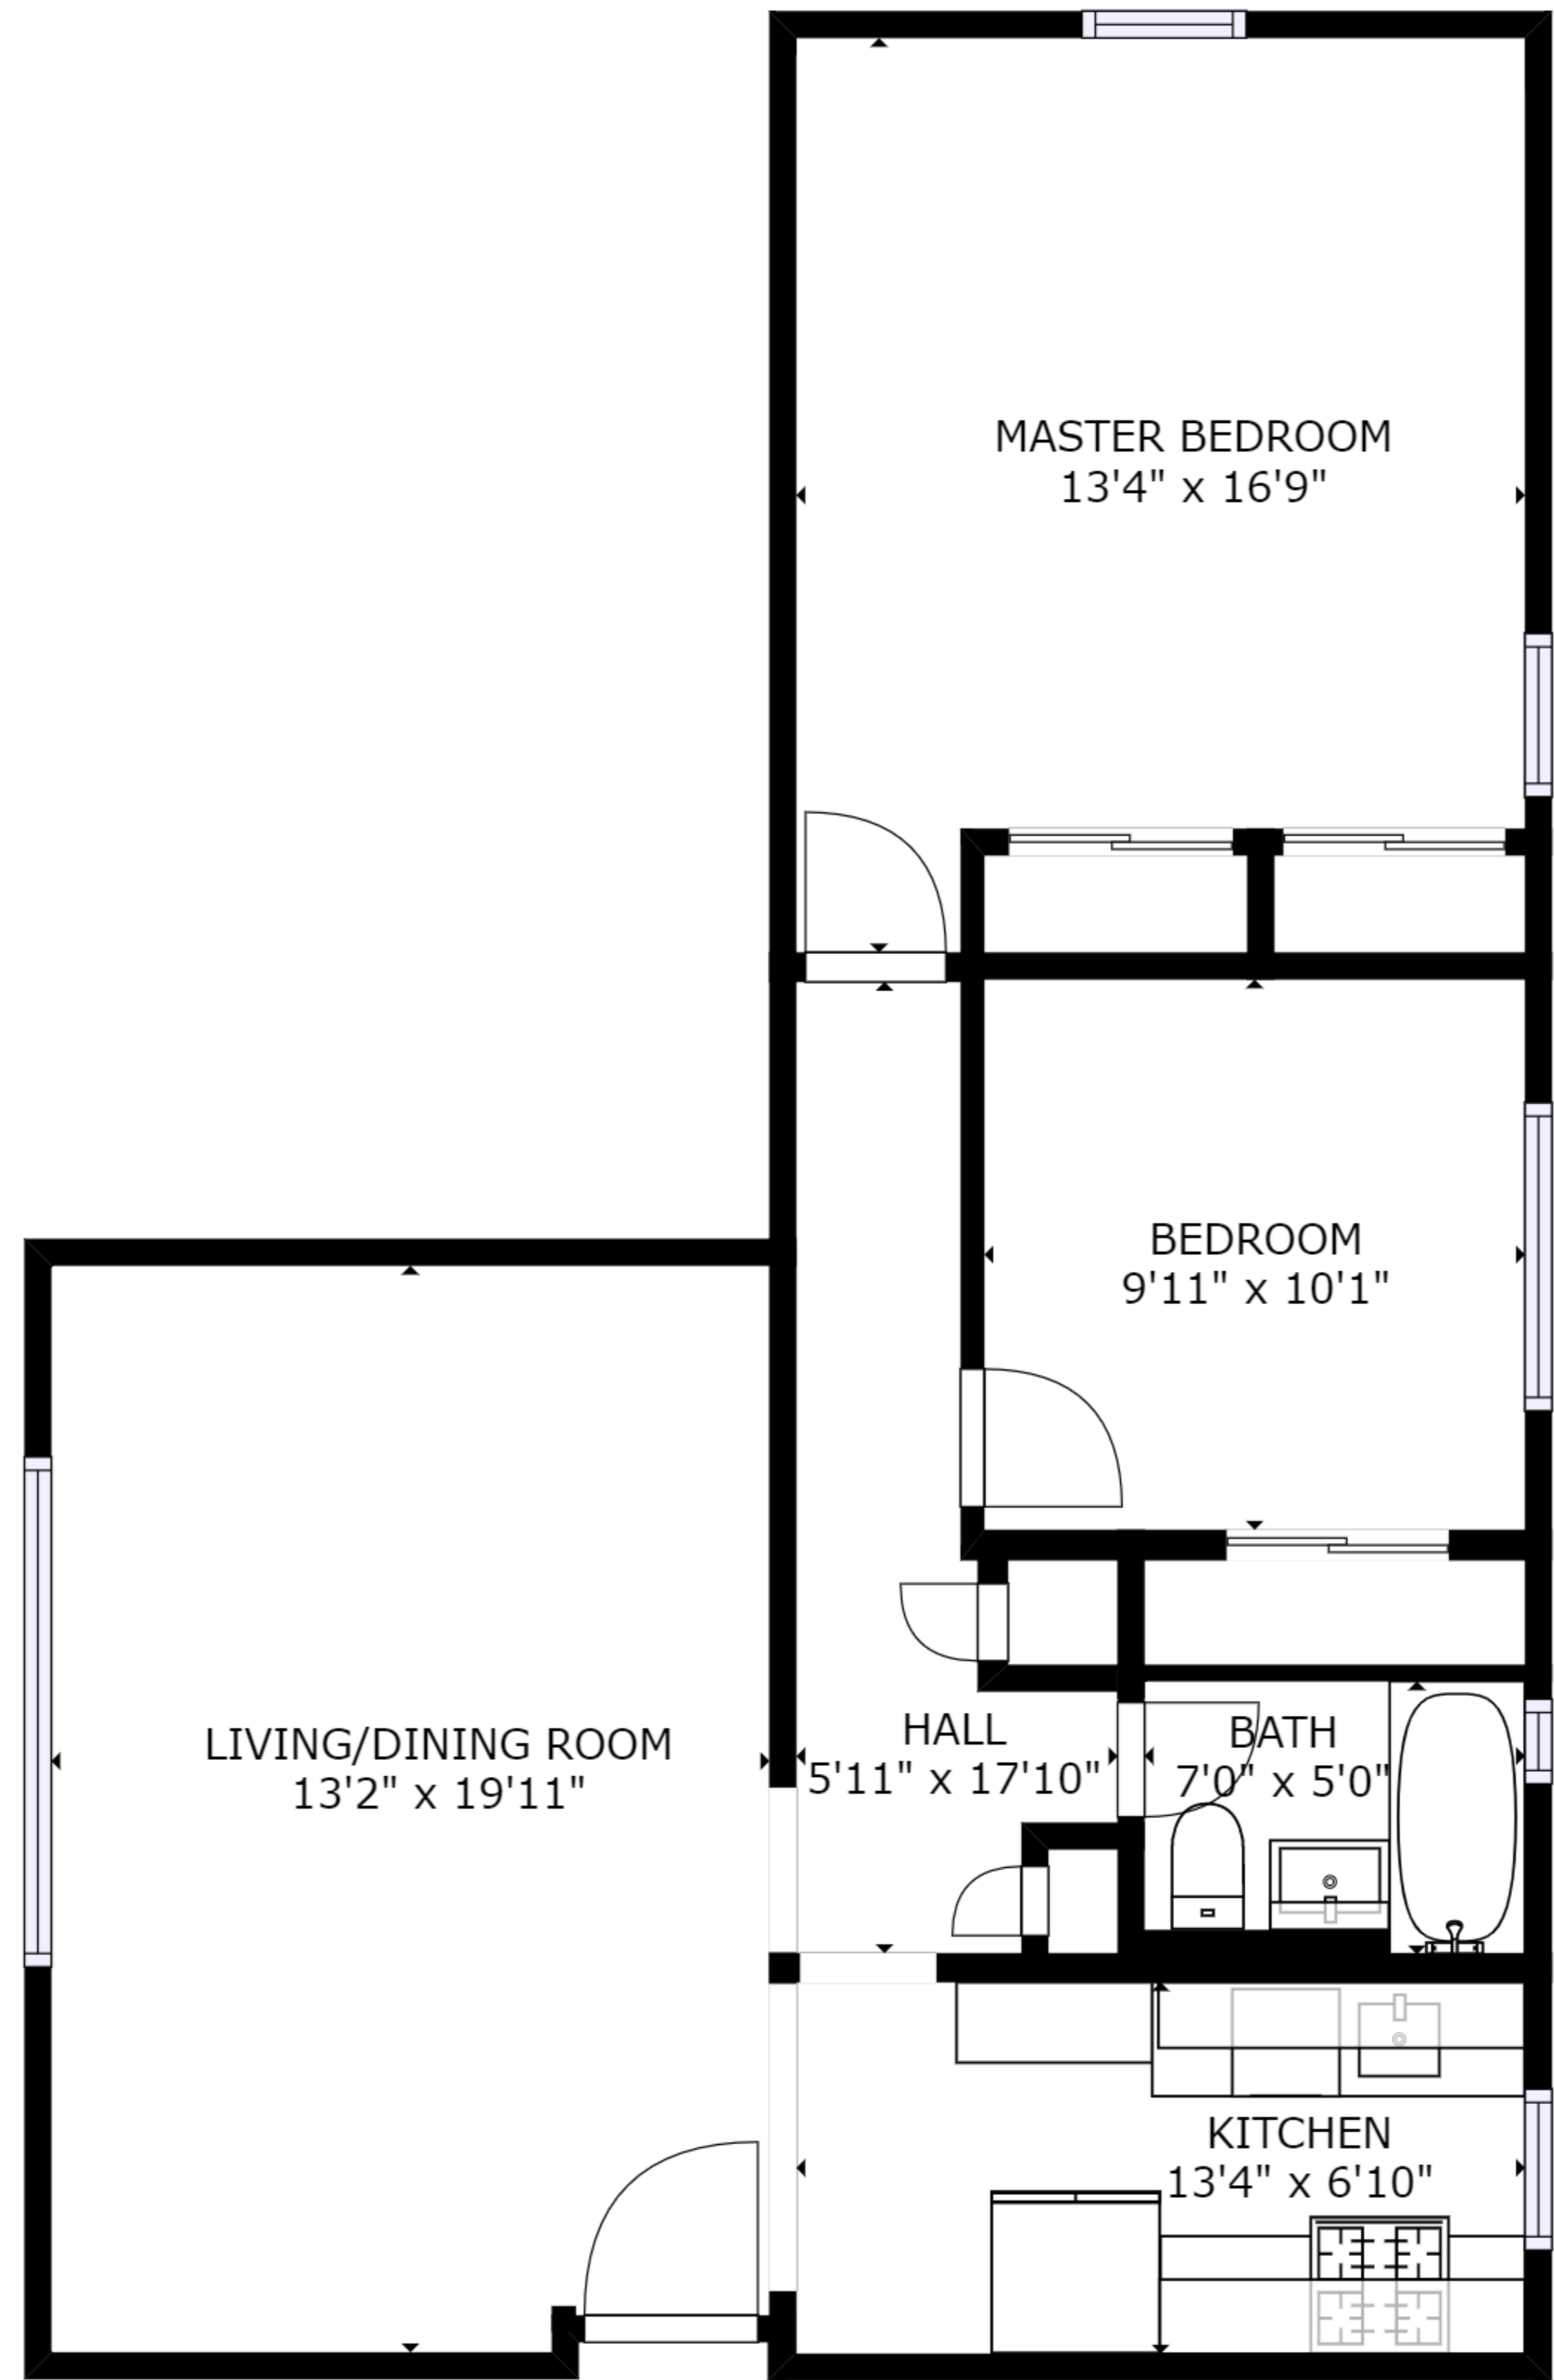 MASTER BEDROOM
13'4" x 16'9"
BEDROOM
9'11" x 10'1"
LIVING/DINING ROOM
13'2" x 19'11"
HALL
5'11" x 17'10"
BATH
7'0" x 5'0"
KITCHEN
13'4" x 6'10"